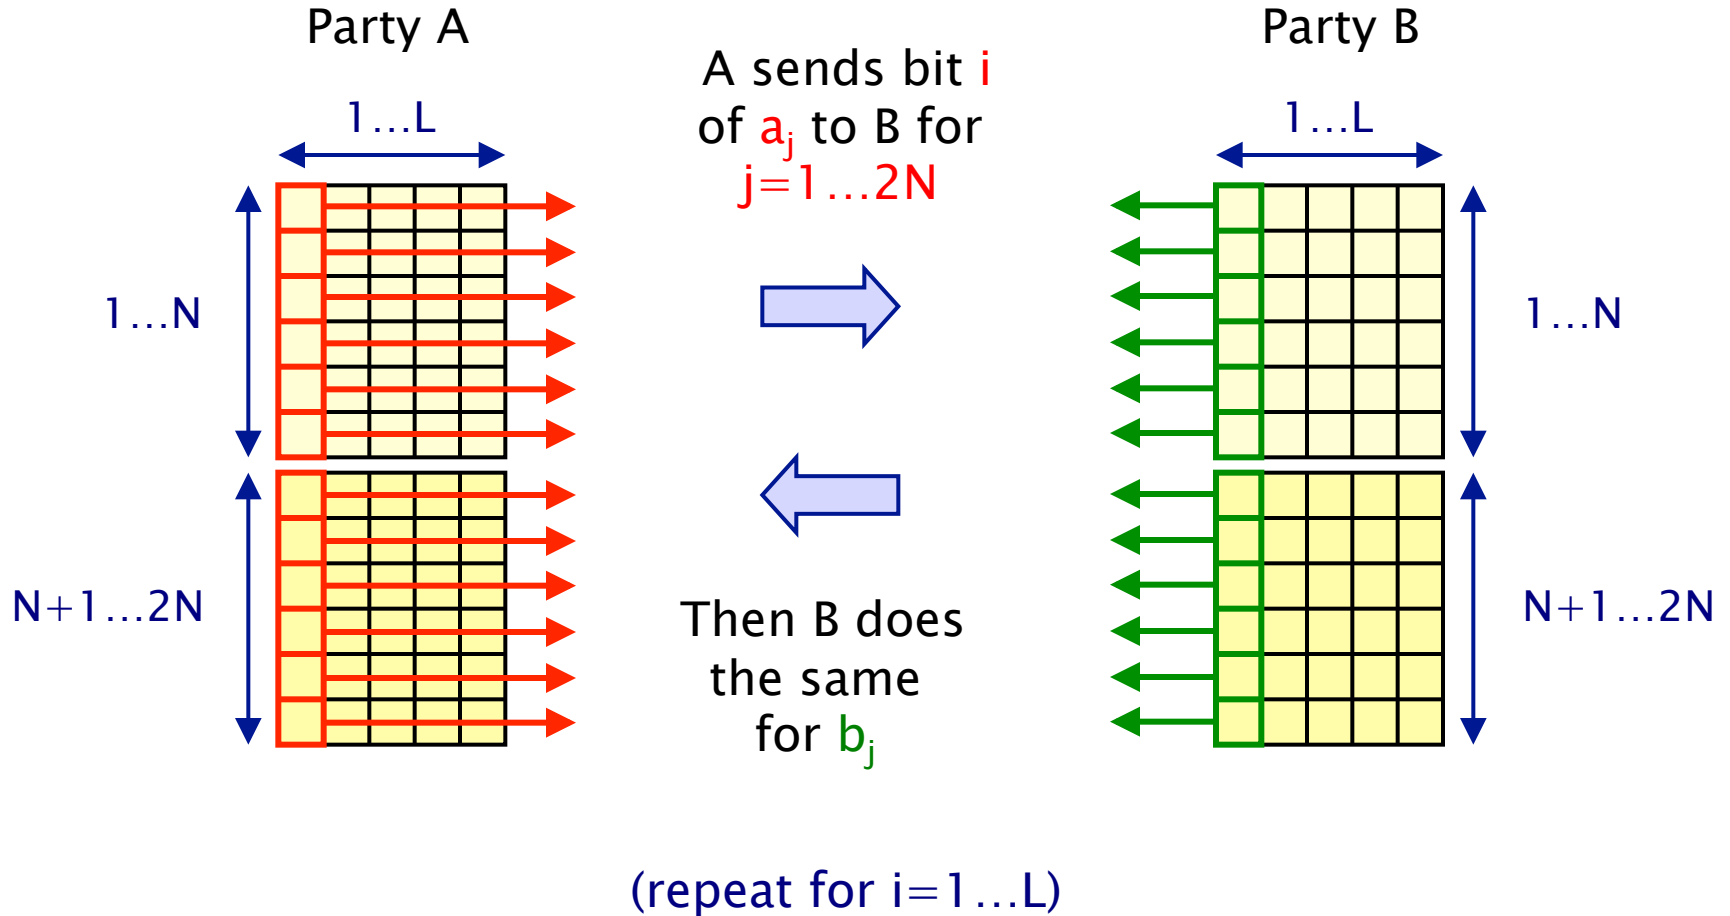 Party A
Party B
A sends bit i
of aj to B for
j=1...2N
1...L
1...L
1...N
1...N
N+1...2N
N+1...2N
Then B does
the same
for bj
(repeat for i=1...L)